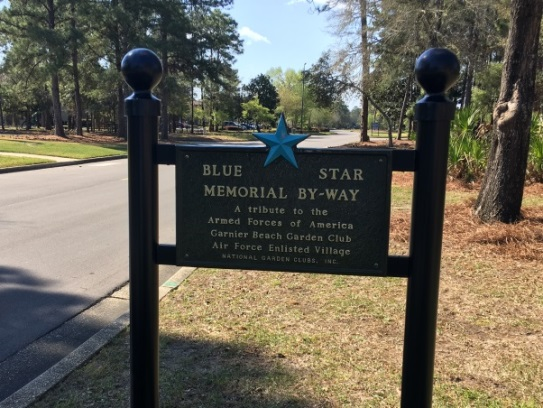 BLUE STAR
MEMORIAL BY-WAY
A tribute to the
Armed Forces of America
Garnier Beach Garden Club
Air Force Enlisted Village
NATIONAL GARDEN CLUBS, INC.